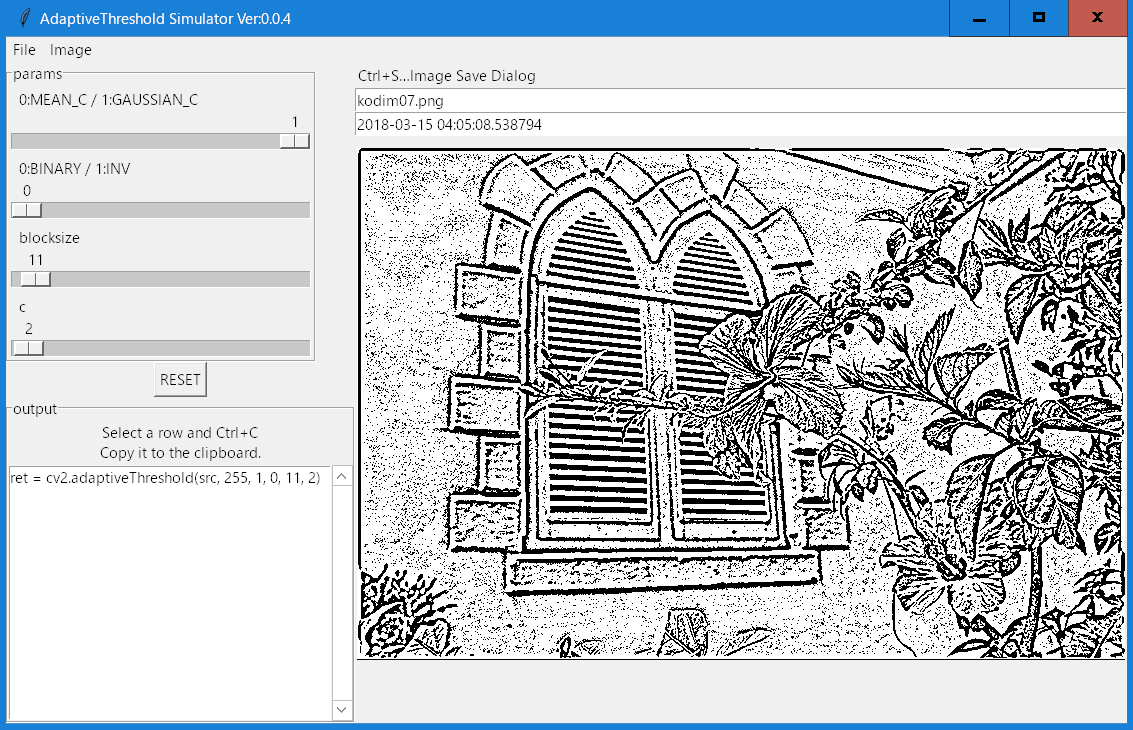 AdaptiveThreshold Simulator Ver:0.0.4
File Image
params
0:MEAN_C / 1:GAUSSIAN_C
1
0:BINARY / 1:INV
0
blocksize
11
c
2
RESET
output
Select a row and Ctrl+C
Copy it to the clipboard.
ret = cv2.adaptiveThreshold(src, 255, 1, 0, 11, 2)
Ctrl+S...Image Save Dialog
kodim07.png
2018-03-15 04:05:08.538794